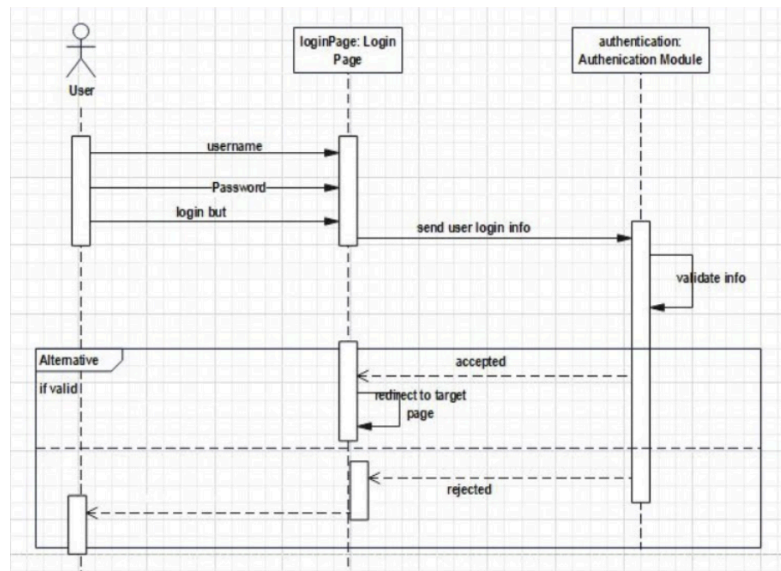 loginPage: Login
Page
authentication:
Authenication Module
User
username
Password
login but
send user login info
validate info
Alternative
accepted
if valid
redirect to target
page
rejected